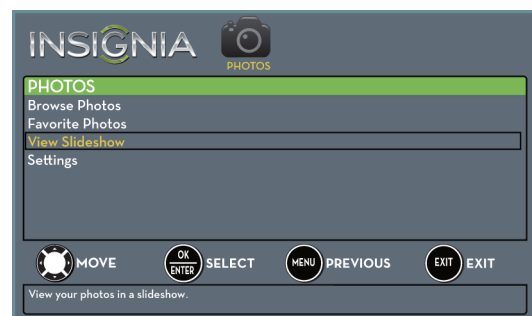 INSIGNIA
PHOTOS
PHOTOS
Browse Photos
Favorite Photos
View Slideshow
Settings
MOVE OK ENTER SELECT MENU PREVIOUS EXIT EXIT
View your photos in a slideshow.